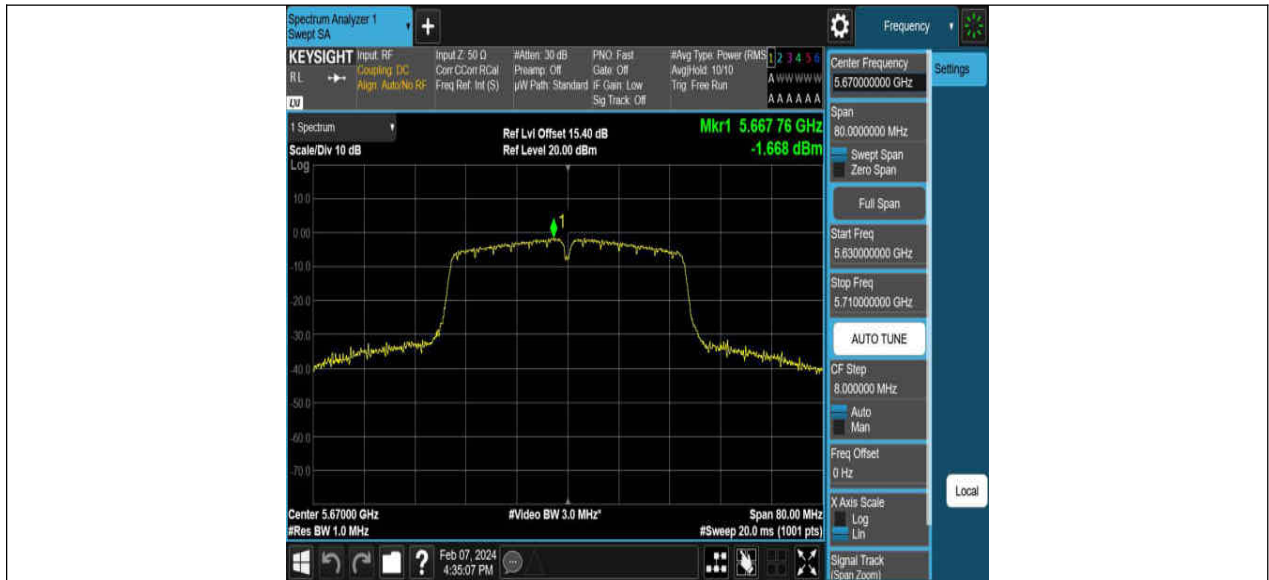 Spectrum Analyzer 1
Swept SA
+
Frequency
KEYSIGHT
RL
LXI
Input: RF
Coupling: DC
Align: Auto/No RF
Input Z: 50 Ω
Corr CCorr RCal
Freq Ref: Int (S)
#Atten: 30 dB
Preamp: Off
µW Path: Standard
PNO: Fast
Gate: Off
IF Gain: Low
Sig Track: Off
#Avg Type: Power (RMS
Avg|Hold: 10/10
Trig: Free Run
1 2 3 4 5 6
A W W W W W
A A A A A A
1 Spectrum
Scale/Div 10 dB
Log
Ref Lvl Offset 15.40 dB
Ref Level 20.00 dBm
Mkr1 5.667 76 GHz
-1.668 dBm
10.0
0.00
-10.0
-20.0
-30.0
-40.0
-50.0
-60.0
-70.0
1
Center 5.67000 GHz
#Res BW 1.0 MHz
#Video BW 3.0 MHz*
Span 80.00 MHz
#Sweep 20.0 ms (1001 pts)
?
Feb 07, 2024
4:35:07 PM
Center Frequency
5.670000000 GHz
Settings
Span
80.0000000 MHz
Swept Span
Zero Span
Full Span
Start Freq
5.630000000 GHz
Stop Freq
5.710000000 GHz
AUTO TUNE
CF Step
8.000000 MHz
Auto
Man
Freq Offset
0 Hz
X Axis Scale
Log
Lin
Local
Signal Track
(Span Zoom)